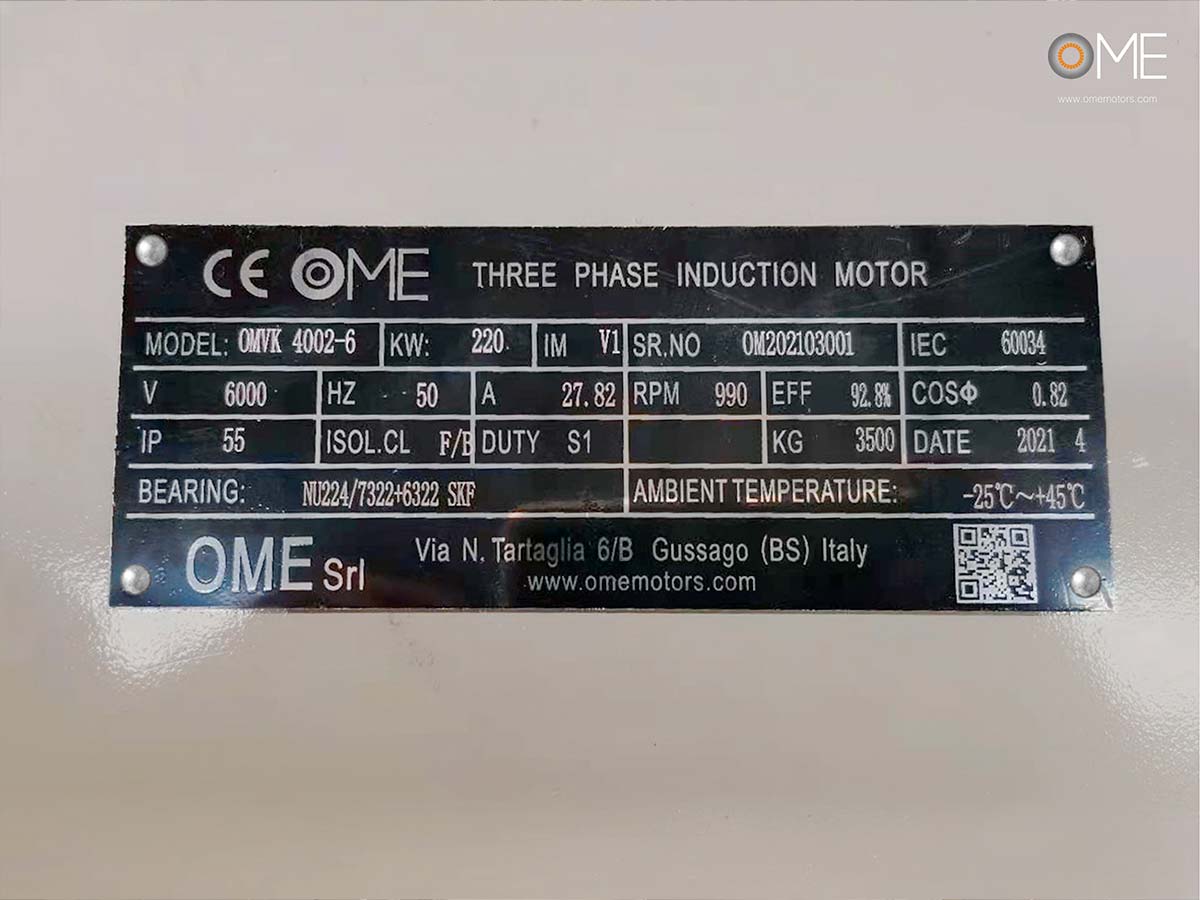 OME
www.omemotors.com
CE OME THREE PHASE INDUCTION MOTOR
MODEL: OMVK 4002-6 KW: 220 IM V1 SR.NO OM202103001 IEC 60034
V 6000 HZ 50 A 27.82 RPM 990 EFF 92.8% COSΦ 0.82
IP 55 ISOL.CL F/B DUTY S1 KG 3500 DATE 2021 4
BEARING: NU224/7322+6322 SKF AMBIENT TEMPERATURE: -25℃~+45℃
OME Srl Via N. Tartaglia 6/B Gussago (BS) Italy
www.omemotors.com